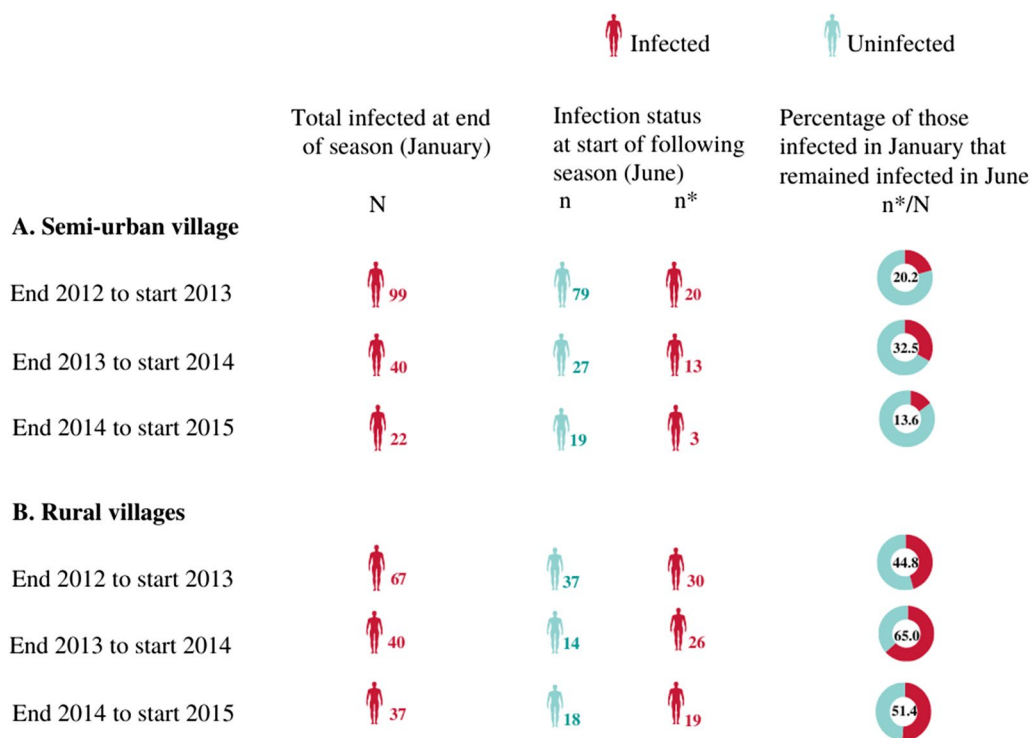 Infected Uninfected
Total infected at end Infection status Percentage of those
of season (January) at start of following infected in January that
season (June) remained infected in June
N n n* n*/N
A. Semi-urban village
End 2012 to start 2013 99 79 20 20.2
End 2013 to start 2014 40 27 13 32.5
End 2014 to start 2015 22 19 3 13.6
B. Rural villages
End 2012 to start 2013 67 37 30 44.8
End 2013 to start 2014 40 14 26 65.0
End 2014 to start 2015 37 18 19 51.4